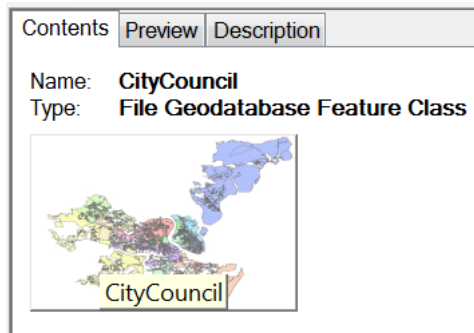 Contents Preview Description
Name: CityCouncil
Type: File Geodatabase Feature Class
CityCouncil